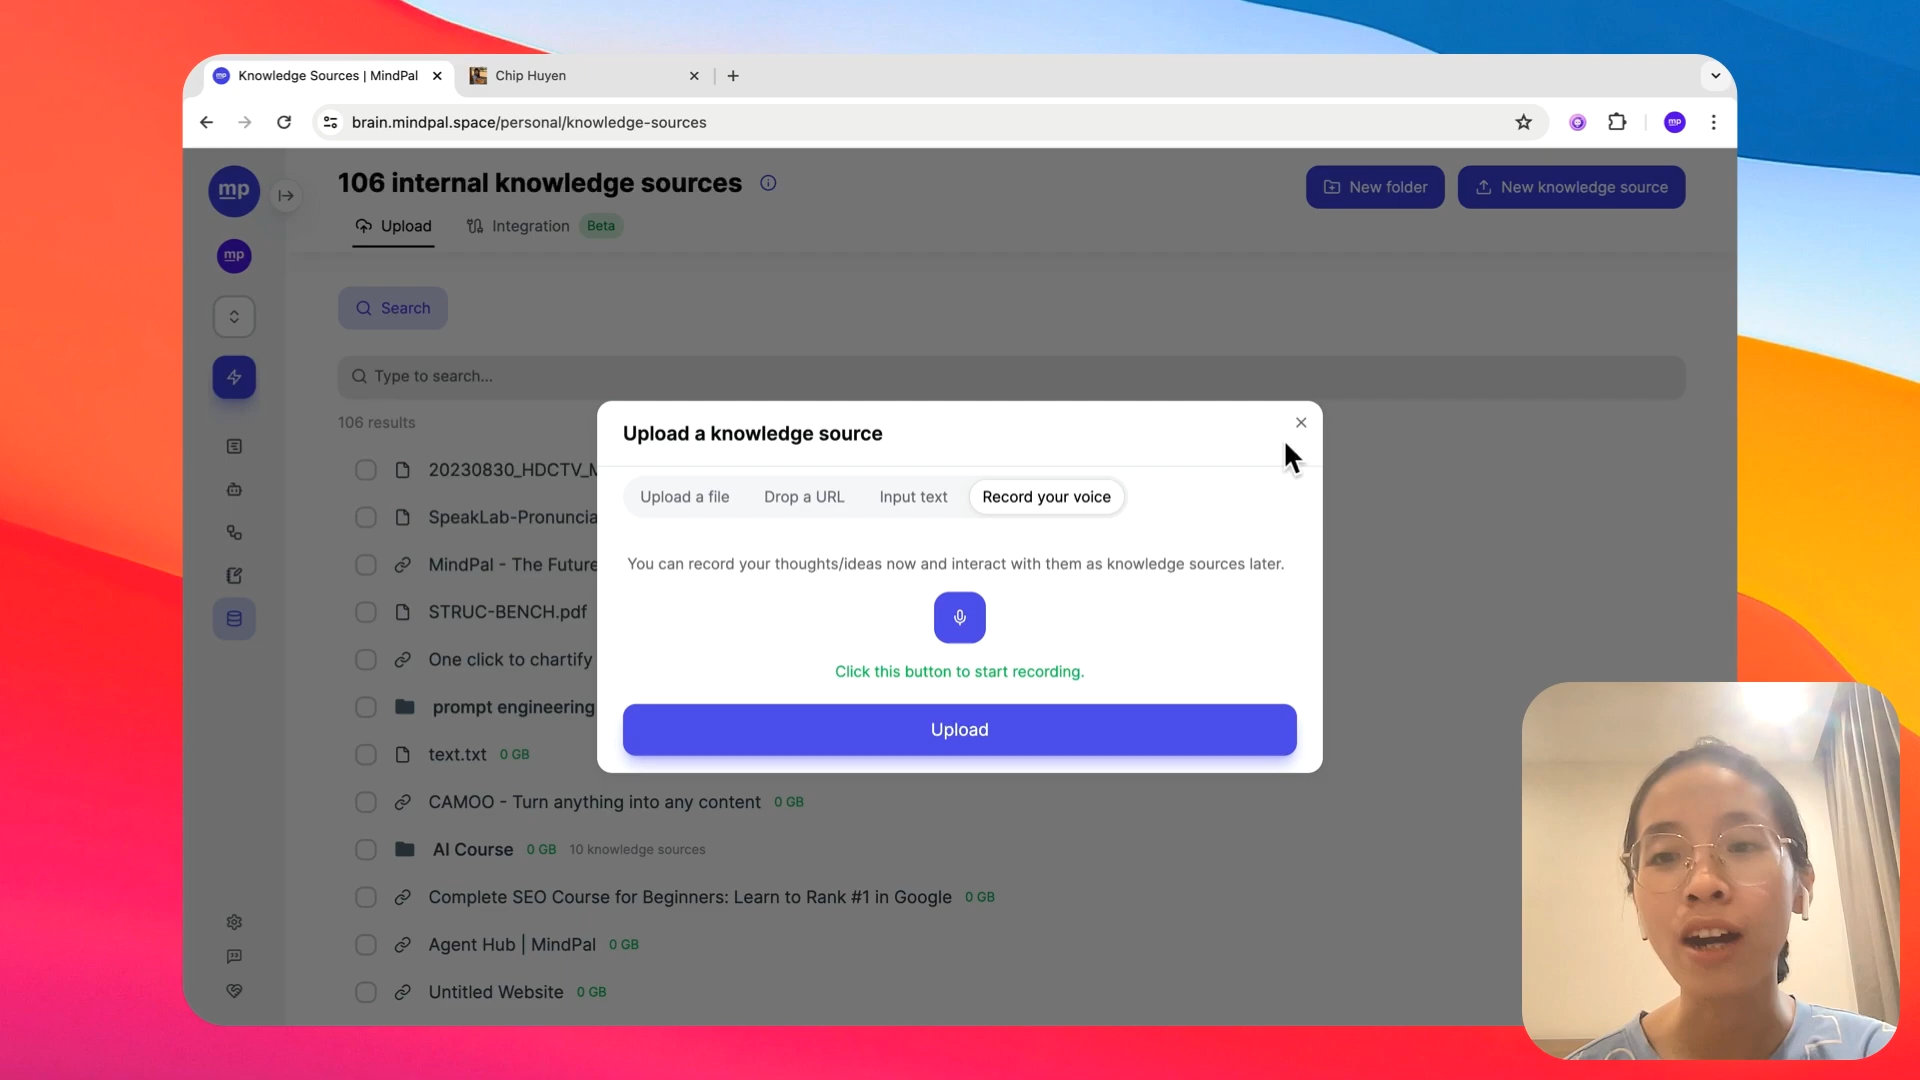 Knowledge Sources | MindPal
Chip Huyen
brain.mindpal.space/personal/knowledge-sources
mp
mp
mp
106 internal knowledge sources
New folder
New knowledge source
Upload
Integration
Beta
Search
Type to search...
106 results
20230830_HDCTV_M
SpeakLab-Pronuncia
MindPal - The Future
STRUC-BENCH.pdf
One click to chartify
prompt engineering
text.txt 0 GB
CAMOO - Turn anything into any content 0 GB
AI Course 0 GB 10 knowledge sources
Complete SEO Course for Beginners: Learn to Rank #1 in Google 0 GB
Agent Hub | MindPal 0 GB
Untitled Website 0 GB
Upload a knowledge source
Upload a file
Drop a URL
Input text
Record your voice
You can record your thoughts/ideas now and interact with them as knowledge sources later.
Click this button to start recording.
Upload